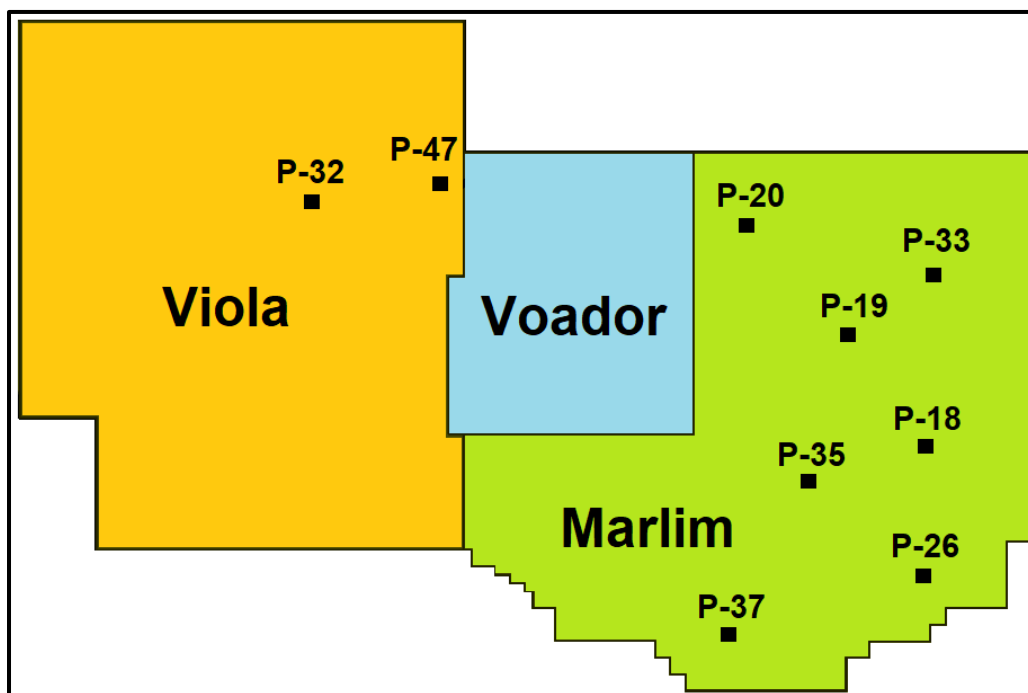 P-47
P-32
P-20
P-33
Viola
Voador
P-19
P-18
P-35
Marlim
P-26
P-37